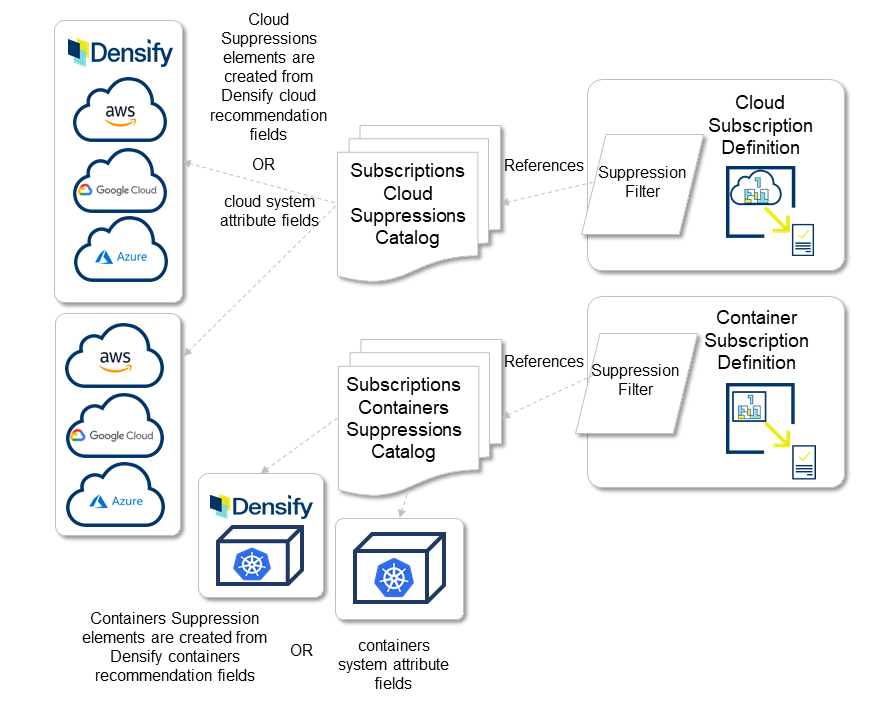 Densify
aws
Google Cloud
Azure
Cloud
Suppressions
elements are
created from
Densify cloud
recommendation
fields
OR
cloud system
attribute fields
Subscriptions
Cloud
Suppressions
Catalog
References
Suppression
Filter
Cloud
Subscription
Definition
aws
Google Cloud
Azure
Subscriptions
Containers
Suppressions
Catalog
References
Suppression
Filter
Container
Subscription
Definition
Densify
Containers Suppression
elements are created from
Densify containers
recommendation fields
OR
containers
system attribute
fields